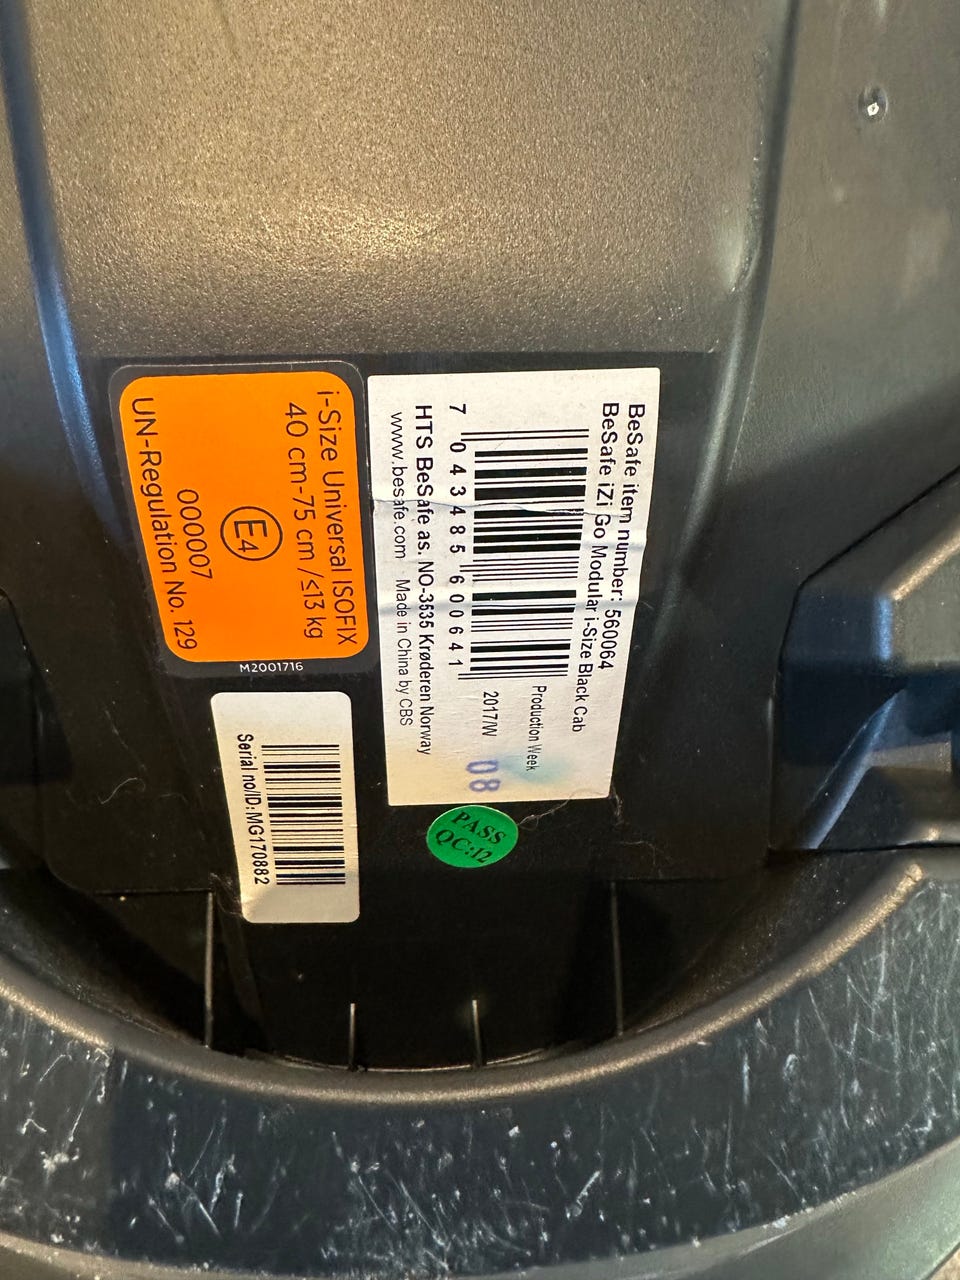 BeSafe item number: 560064
BeSafe iZi Go Modular i-Size Black Cab
Production Week
2017/W 08
7 043485 600641
HTS BeSafe as. NO-3535 Krøderen Norway
www.besafe.com Made in China by CBS
i-Size Universal ISOFIX
40 cm-75 cm /≤13 kg
E4
000007
UN-Regulation No. 129
M2001716
Serial no/ID:MG170882
PASS
QC:12